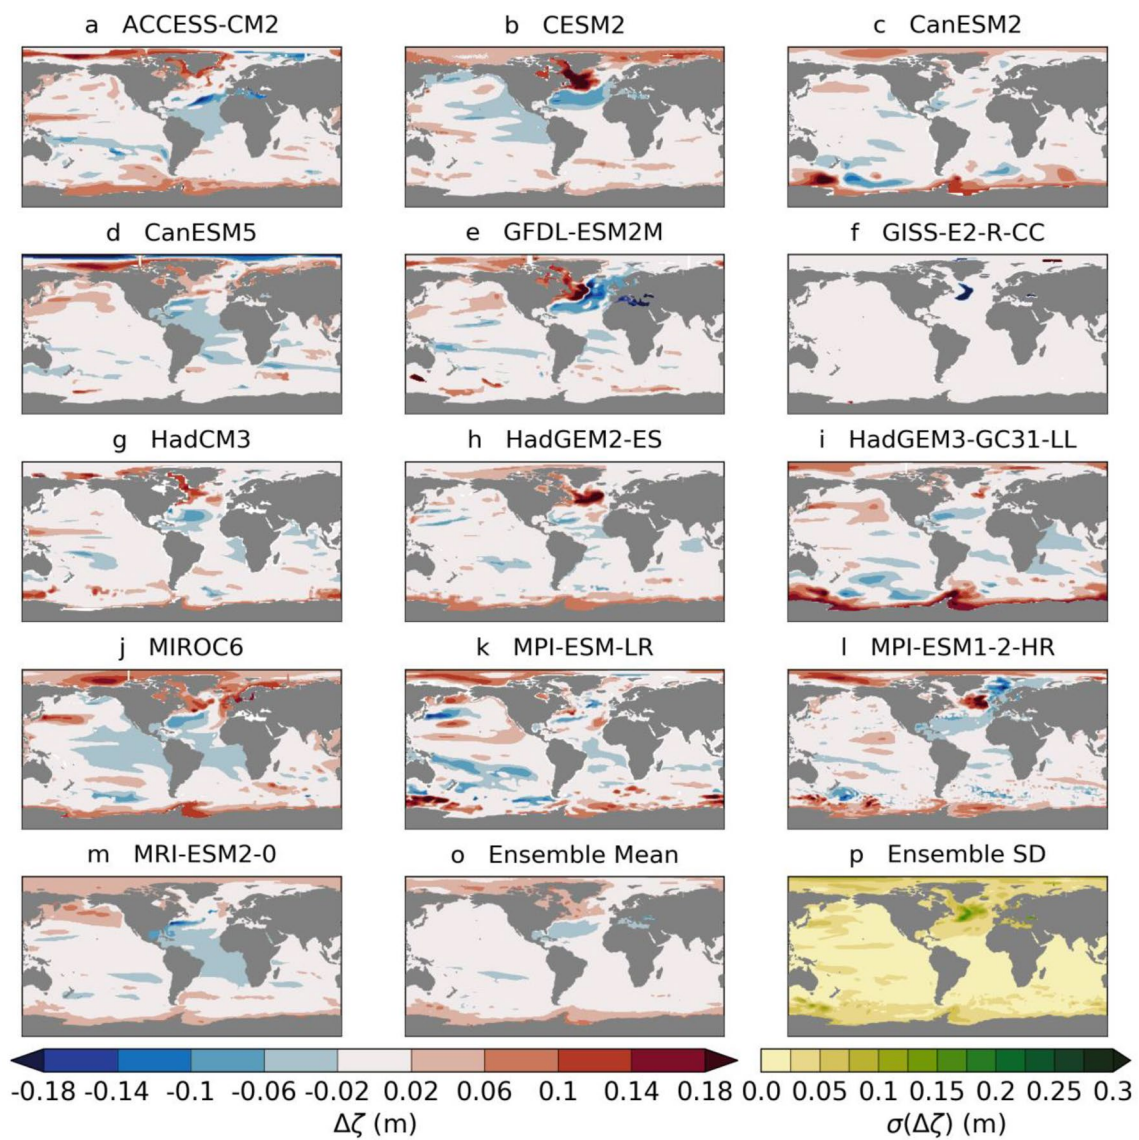 a ACCESS-CM2
b CESM2
c CanESM2
d CanESM5
e GFDL-ESM2M
f GISS-E2-R-CC
g HadCM3
h HadGEM2-ES
i HadGEM3-GC31-LL
j MIROC6
k MPI-ESM-LR
l MPI-ESM1-2-HR
m MRI-ESM2-0
o Ensemble Mean
p Ensemble SD
-0.18 -0.14 -0.1 -0.06 -0.02 0.02 0.06 0.1 0.14 0.18
Δζ (m)
0.0 0.05 0.1 0.15 0.2 0.25 0.3
σ(Δζ) (m)